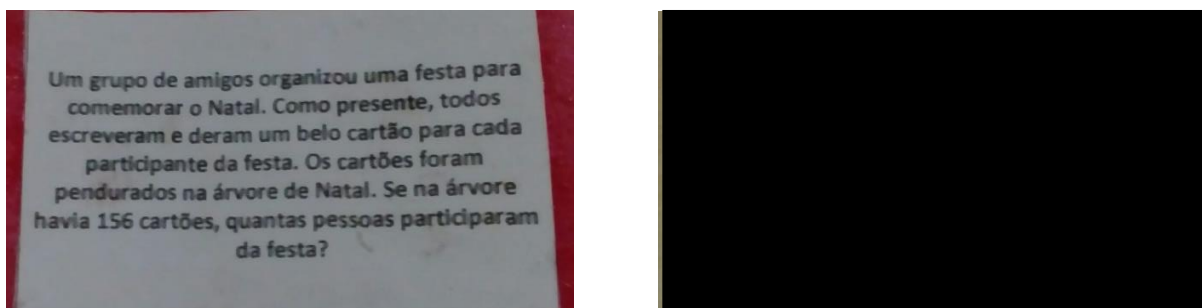 Um grupo de amigos organizou uma festa para
comemorar o Natal. Como presente, todos
escreveram e deram um belo cartão para cada
participante da festa. Os cartões foram
pendurados na árvore de Natal. Se na árvore
havia 156 cartões, quantas pessoas participaram
da festa?